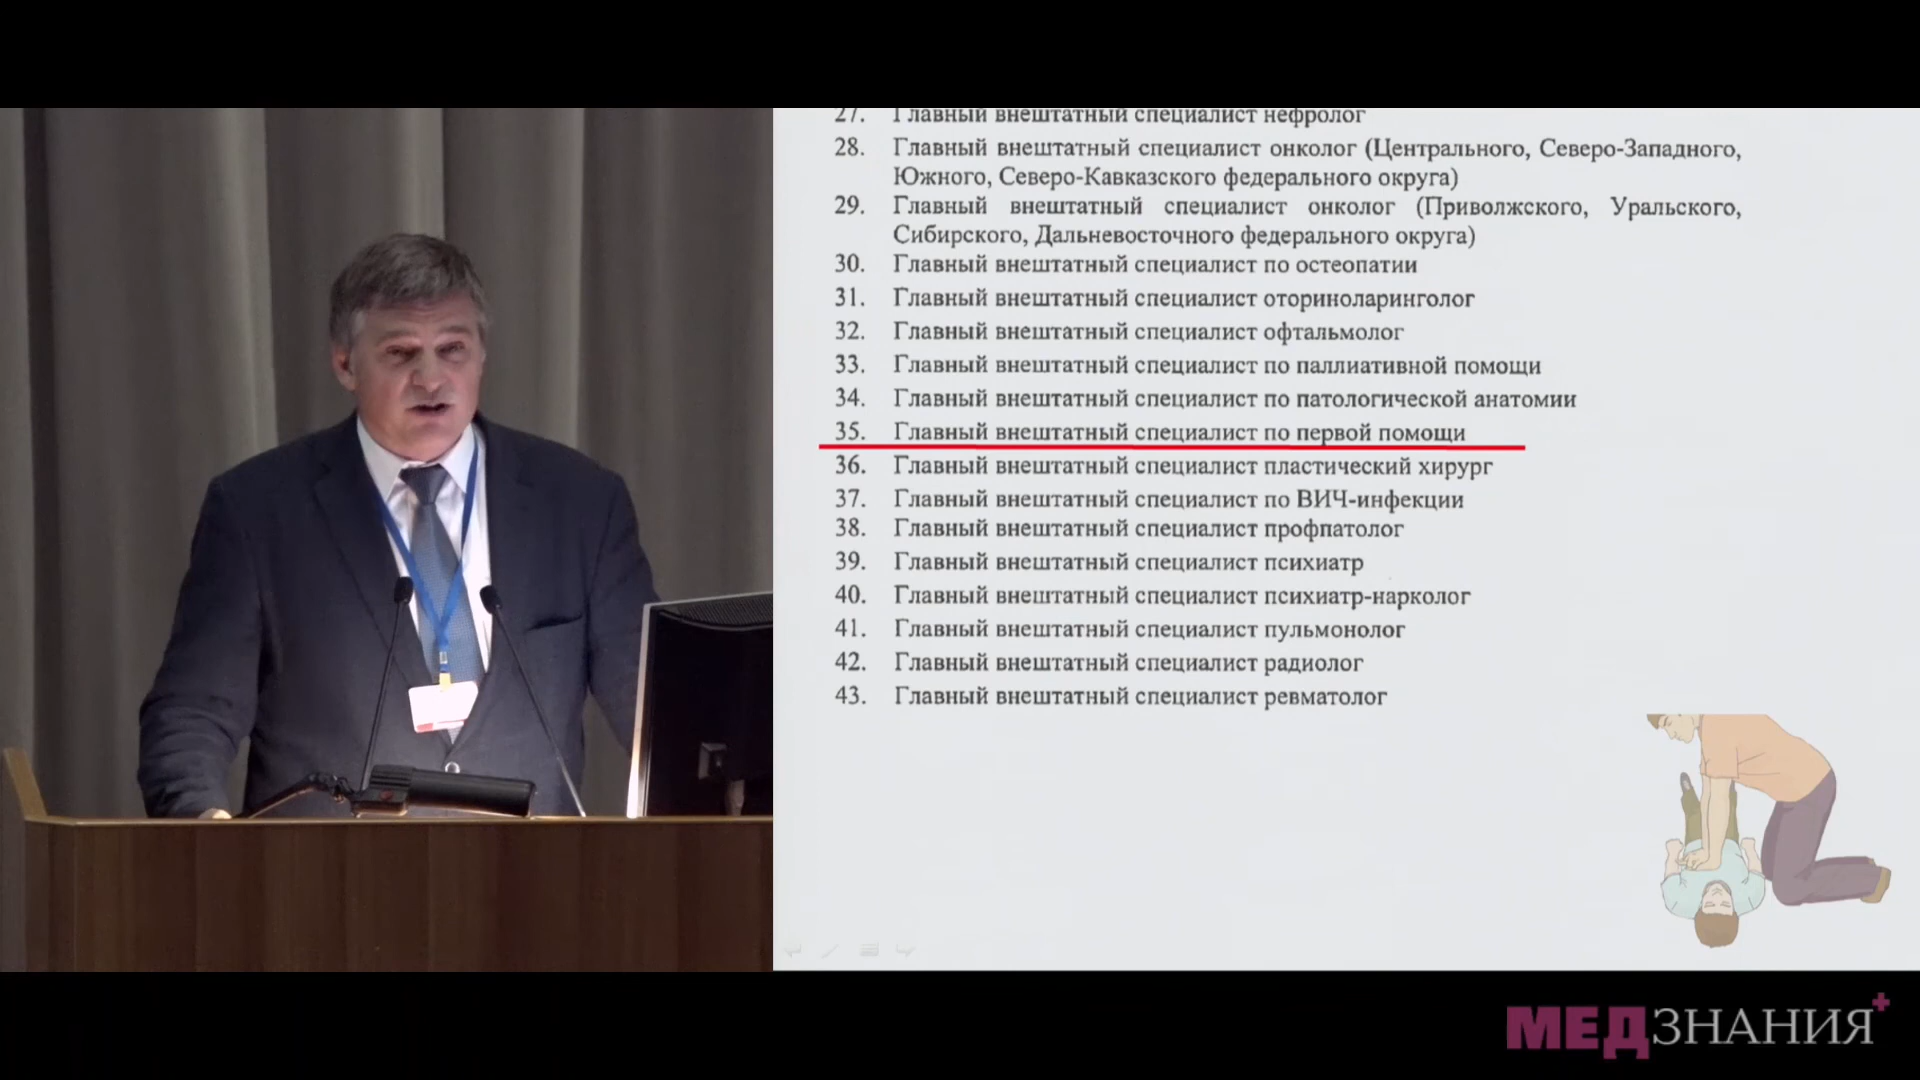 27. Главный внештатный специалист нефролог
28. Главный внештатный специалист онколог (Центрального, Северо-Западного,
Южного, Северо-Кавказского федерального округа)
29. Главный внештатный специалист онколог (Приволжского, Уральского,
Сибирского, Дальневосточного федерального округа)
30. Главный внештатный специалист по остеопатии
31. Главный внештатный специалист оториноларинголог
32. Главный внештатный специалист офтальмолог
33. Главный внештатный специалист по паллиативной помощи
34. Главный внештатный специалист по патологической анатомии
35. Главный внештатный специалист по первой помощи
36. Главный внештатный специалист пластический хирург
37. Главный внештатный специалист по ВИЧ-инфекции
38. Главный внештатный специалист профпатолог
39. Главный внештатный специалист психиатр
40. Главный внештатный специалист психиатр-нарколог
41. Главный внештатный специалист пульмонолог
42. Главный внештатный специалист радиолог
43. Главный внештатный специалист ревматолог
МЕДЗНАНИЯ+